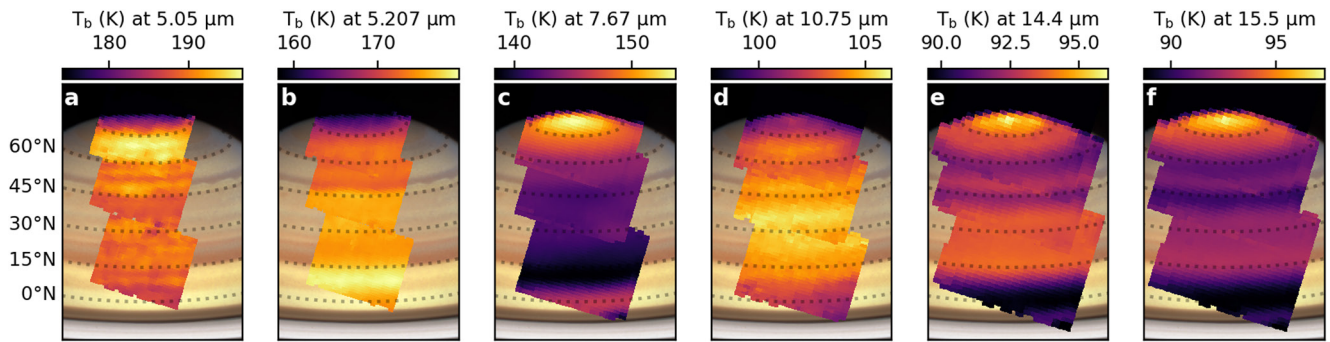 T_b (K) at 5.05 μm
T_b (K) at 5.207 μm
T_b (K) at 7.67 μm
T_b (K) at 10.75 μm
T_b (K) at 14.4 μm
T_b (K) at 15.5 μm
180 190
160 170
140 150
100 105
90.0 92.5 95.0
90 95
a
b
c
d
e
f
60°N
45°N
30°N
15°N
0°N